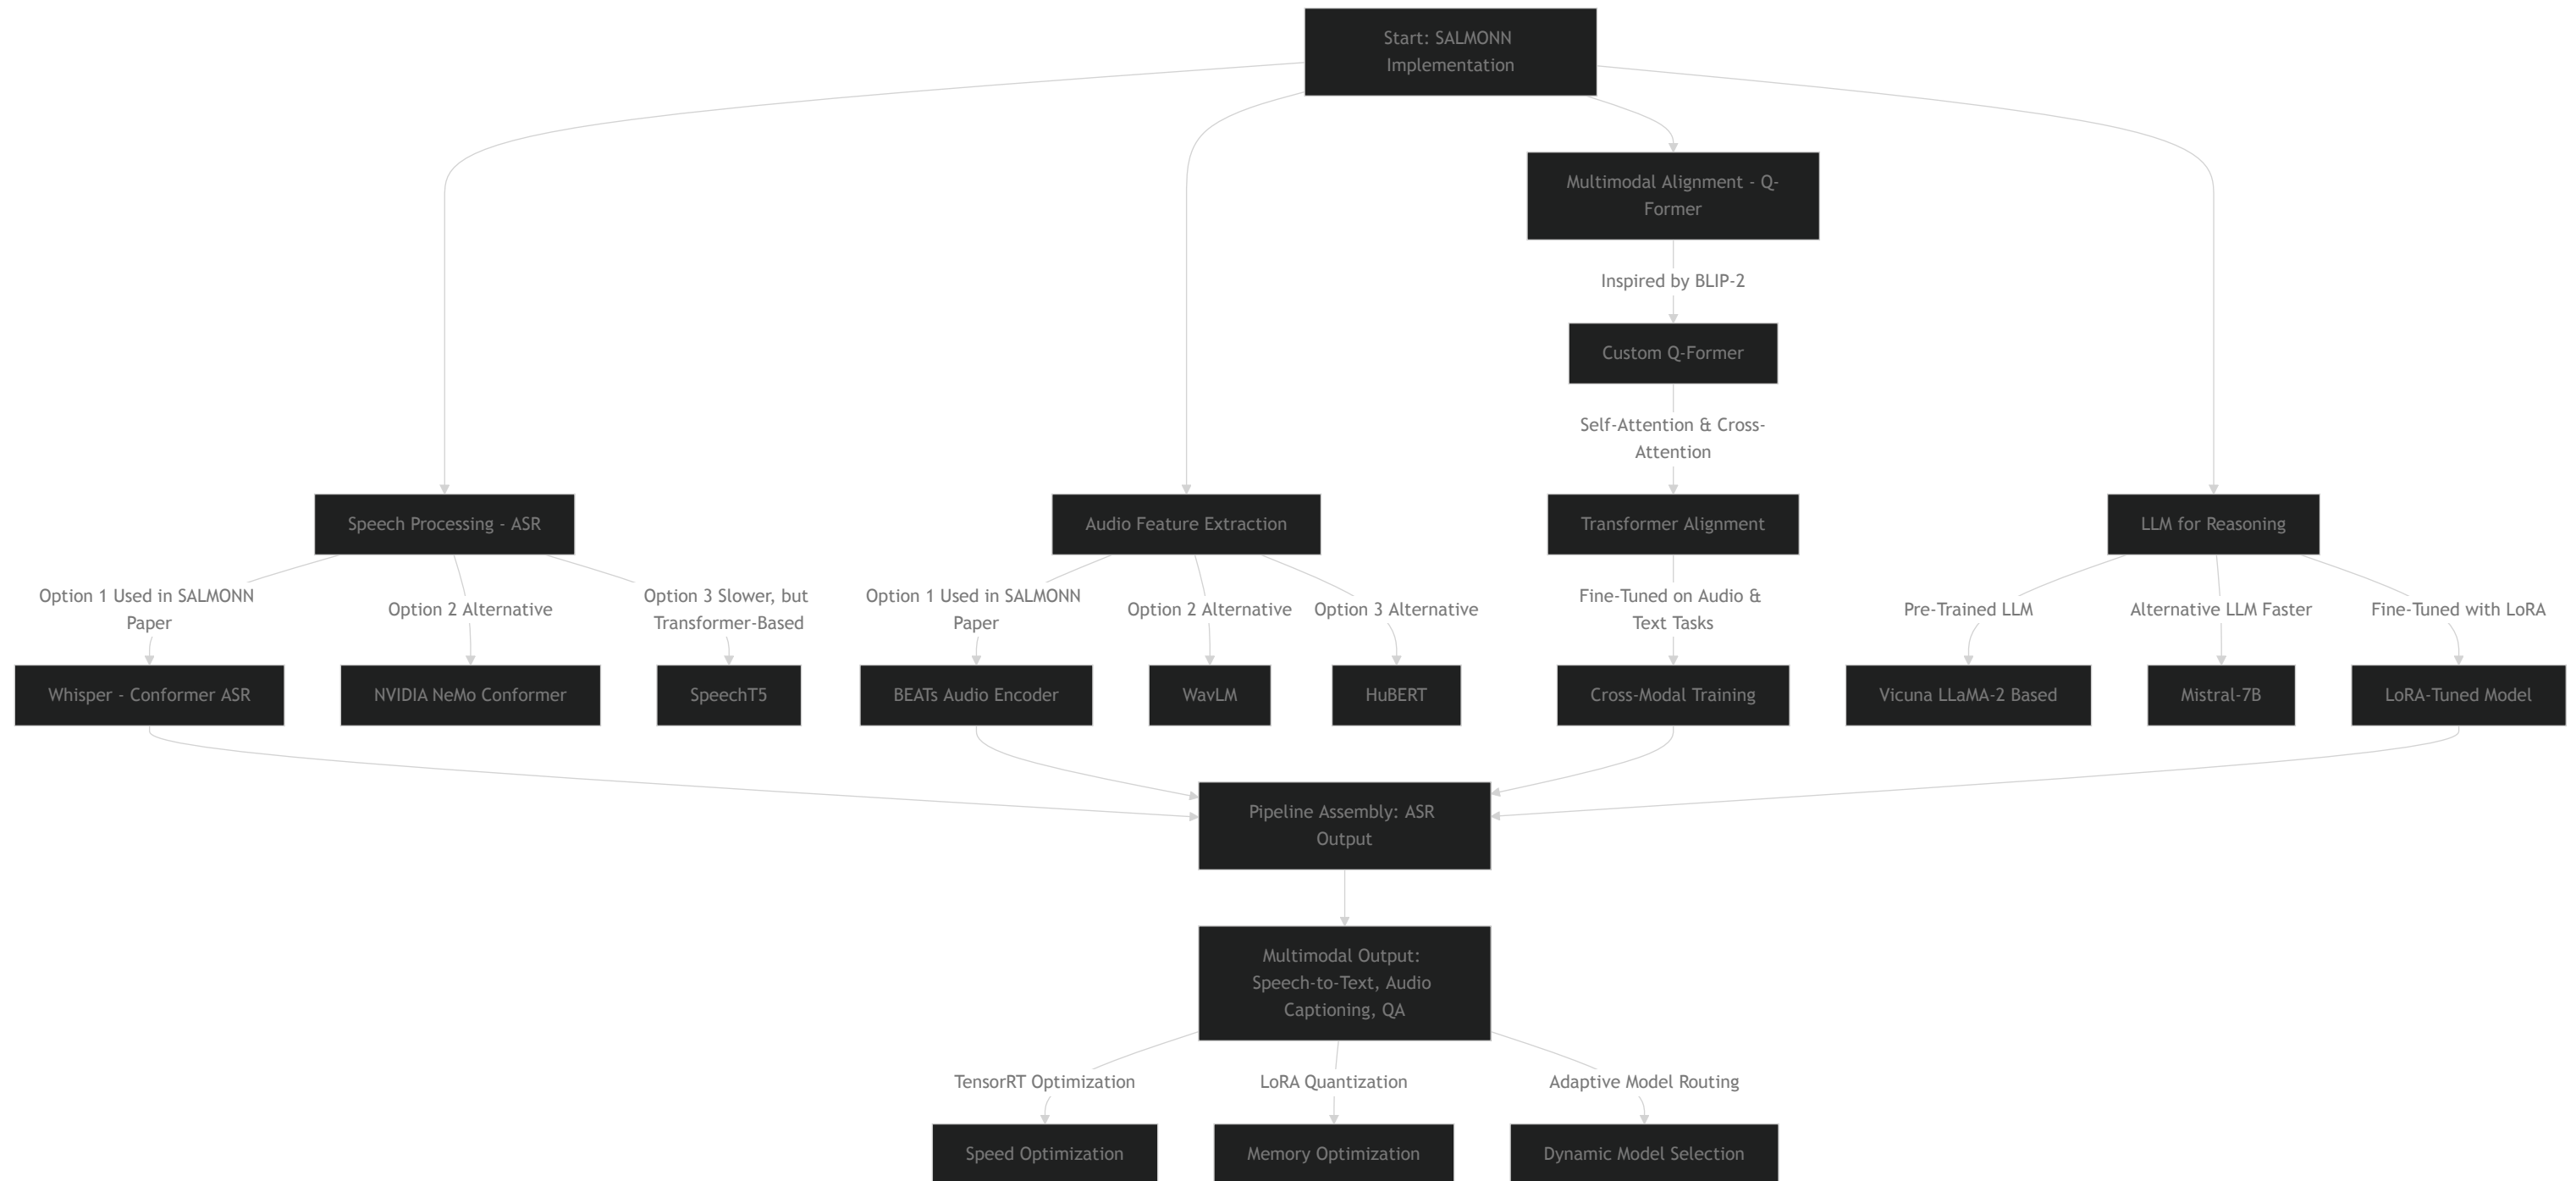 Start: SALMONN
Implementation
Multimodal Alignment - Q-
Former
Inspired by BLIP-2
Custom Q-Former
Self-Attention & Cross-
Attention
Speech Processing - ASR
Audio Feature Extraction
Transformer Alignment
LLM for Reasoning
Option 1 Used in SALMONN
Paper
Option 2 Alternative
Option 3 Slower, but
Transformer-Based
Option 1 Used in SALMONN
Paper
Option 2 Alternative
Option 3 Alternative
Fine-Tuned on Audio &
Text Tasks
Pre-Trained LLM
Alternative LLM Faster
Fine-Tuned with LoRA
Whisper - Conformer ASR
NVIDIA NeMo Conformer
SpeechT5
BEATs Audio Encoder
WavLM
HuBERT
Cross-Modal Training
Vicuna LLaMA-2 Based
Mistral-7B
LoRA-Tuned Model
Pipeline Assembly: ASR
Output
Multimodal Output:
Speech-to-Text, Audio
Captioning, QA
TensorRT Optimization
LoRA Quantization
Adaptive Model Routing
Speed Optimization
Memory Optimization
Dynamic Model Selection